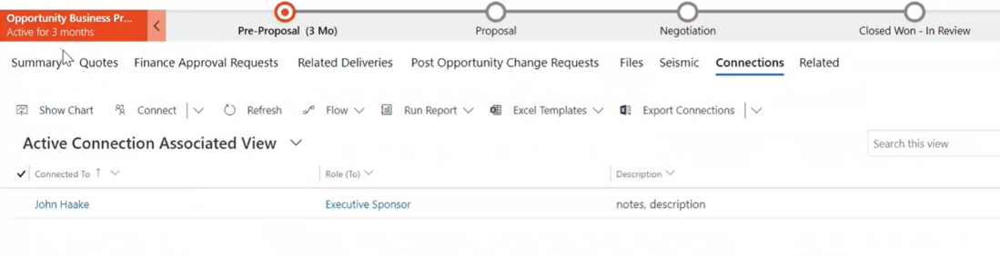 Opportunity Business Pr...
Active for 3 months
Pre-Proposal (3 Mo)
Proposal
Negotiation
Closed Won - In Review
Summary Quotes Finance Approval Requests Related Deliveries Post Opportunity Change Requests Files Seismic Connections Related
Show Chart Connect Refresh Flow Run Report Excel Templates Export Connections
Active Connection Associated View
Search this view
Connected To Role (To) Description
John Haake Executive Sponsor notes, description